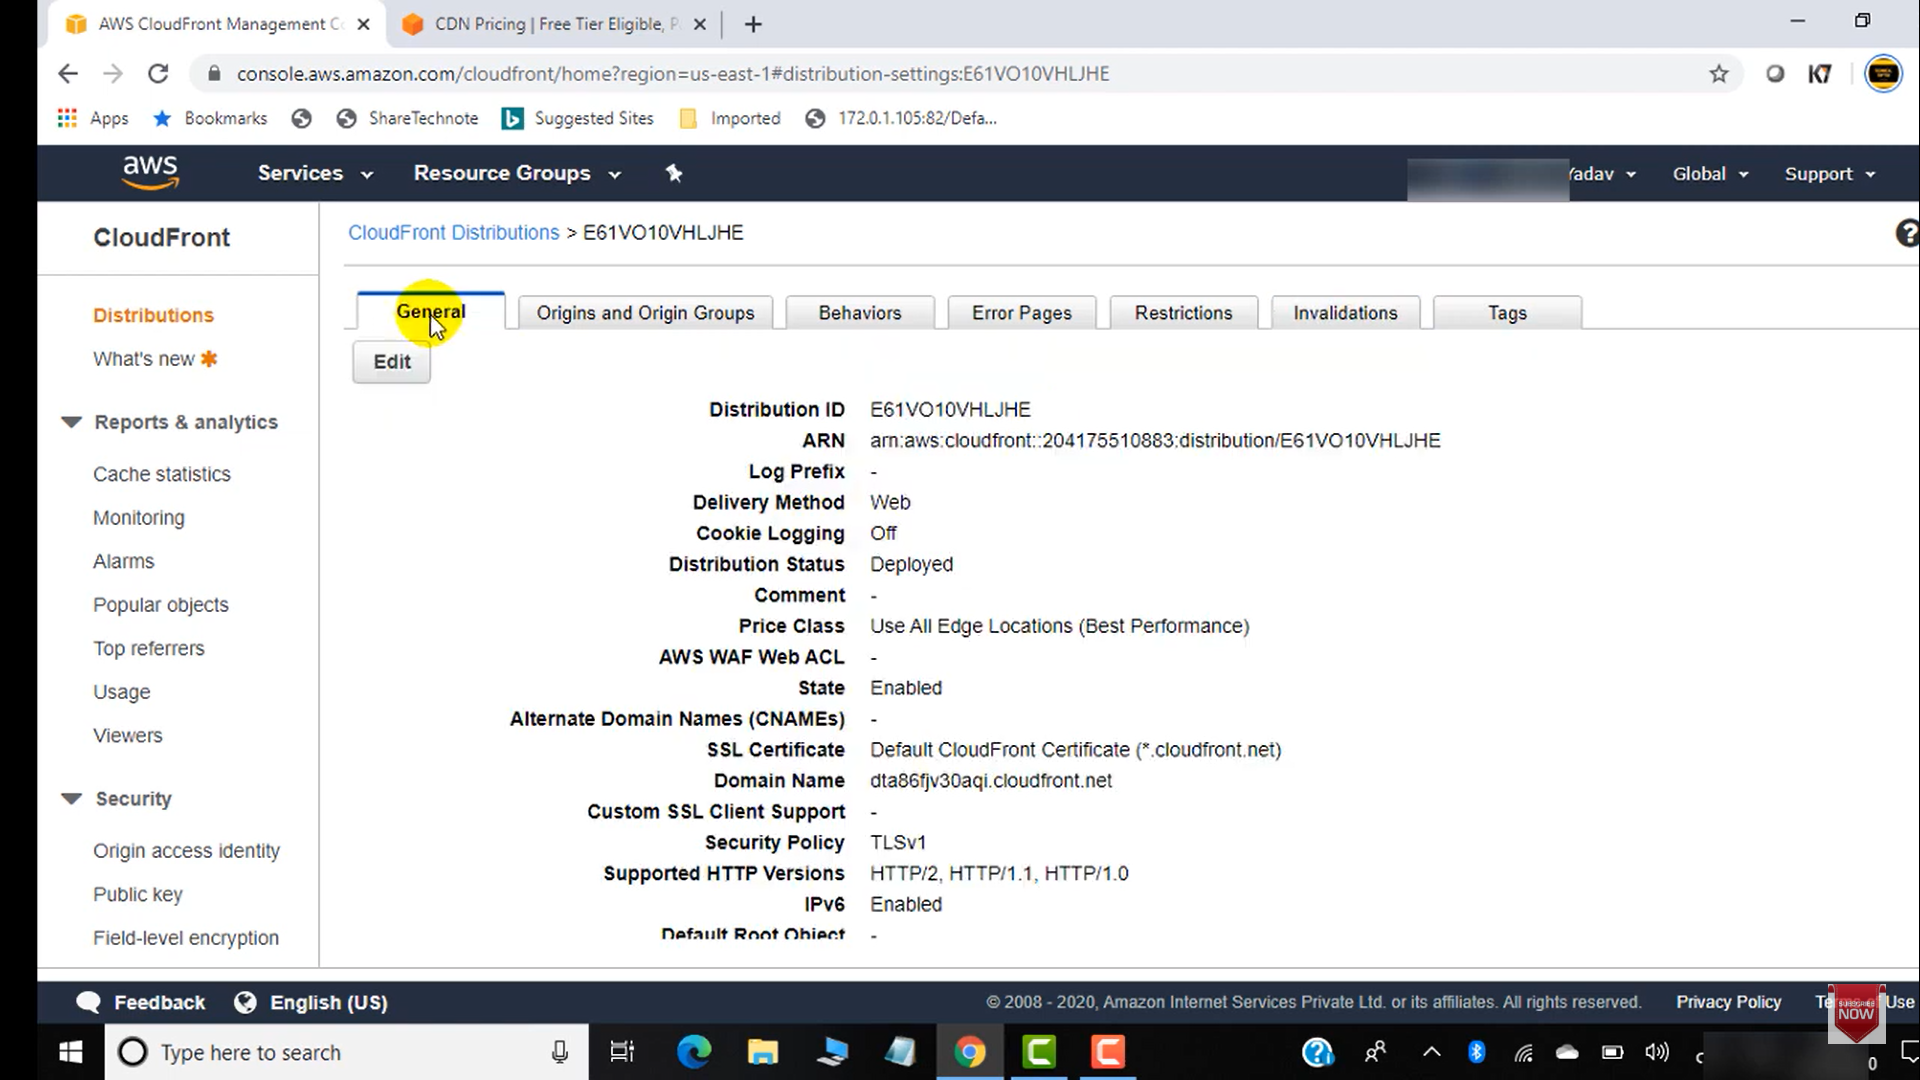 AWS CloudFront Management Co
CDN Pricing | Free Tier Eligible, P
console.aws.amazon.com/cloudfront/home?region=us-east-1#distribution-settings:E61VO10VHLJHE
K7
Apps Bookmarks ShareTechnote Suggested Sites Imported 172.0.1.105:82/Defa...
aws Services Resource Groups Yadav Global Support
CloudFront
CloudFront Distributions > E61VO10VHLJHE
General Origins and Origin Groups Behaviors Error Pages Restrictions Invalidations Tags
Edit
Distributions
What's new
Reports & analytics
Cache statistics
Monitoring
Alarms
Popular objects
Top referrers
Usage
Viewers
Security
Origin access identity
Public key
Field-level encryption
Distribution ID E61VO10VHLJHE
ARN arn:aws:cloudfront::204175510883:distribution/E61VO10VHLJHE
Log Prefix -
Delivery Method Web
Cookie Logging Off
Distribution Status Deployed
Comment -
Price Class Use All Edge Locations (Best Performance)
AWS WAF Web ACL -
State Enabled
Alternate Domain Names (CNAMEs) -
SSL Certificate Default CloudFront Certificate (*.cloudfront.net)
Domain Name dta86fjv30aqi.cloudfront.net
Custom SSL Client Support -
Security Policy TLSv1
Supported HTTP Versions HTTP/2, HTTP/1.1, HTTP/1.0
IPv6 Enabled
Default Root Object -
Feedback English (US) © 2008 - 2020, Amazon Internet Services Private Ltd. or its affiliates. All rights reserved. Privacy Policy Use
SUBSCRIBE
NOW
Type here to search